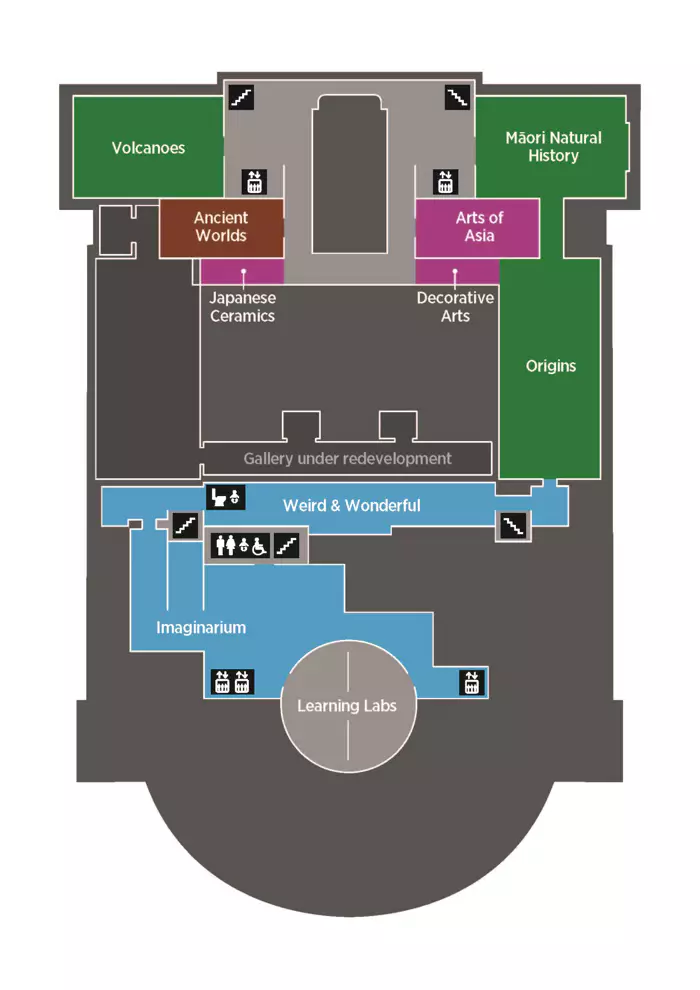 Volcanoes
Māori Natural
History
Ancient
Worlds
Arts of
Asia
Japanese
Ceramics
Decorative
Arts
Origins
Gallery under redevelopment
Weird & Wonderful
Imaginarium
Learning Labs